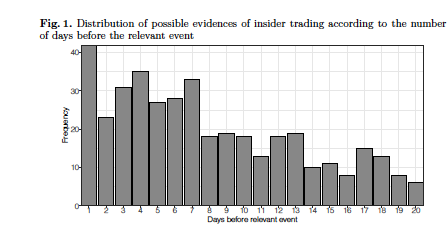 Fig. 1. Distribution of possible evidences of insider trading according to the number
of days before the relevant event
40
30
20
10
0
Frequency
1 2 3 4 5 6 7 8 9 10 11 12 13 14 15 16 17 18 19 20
Days before relevant event